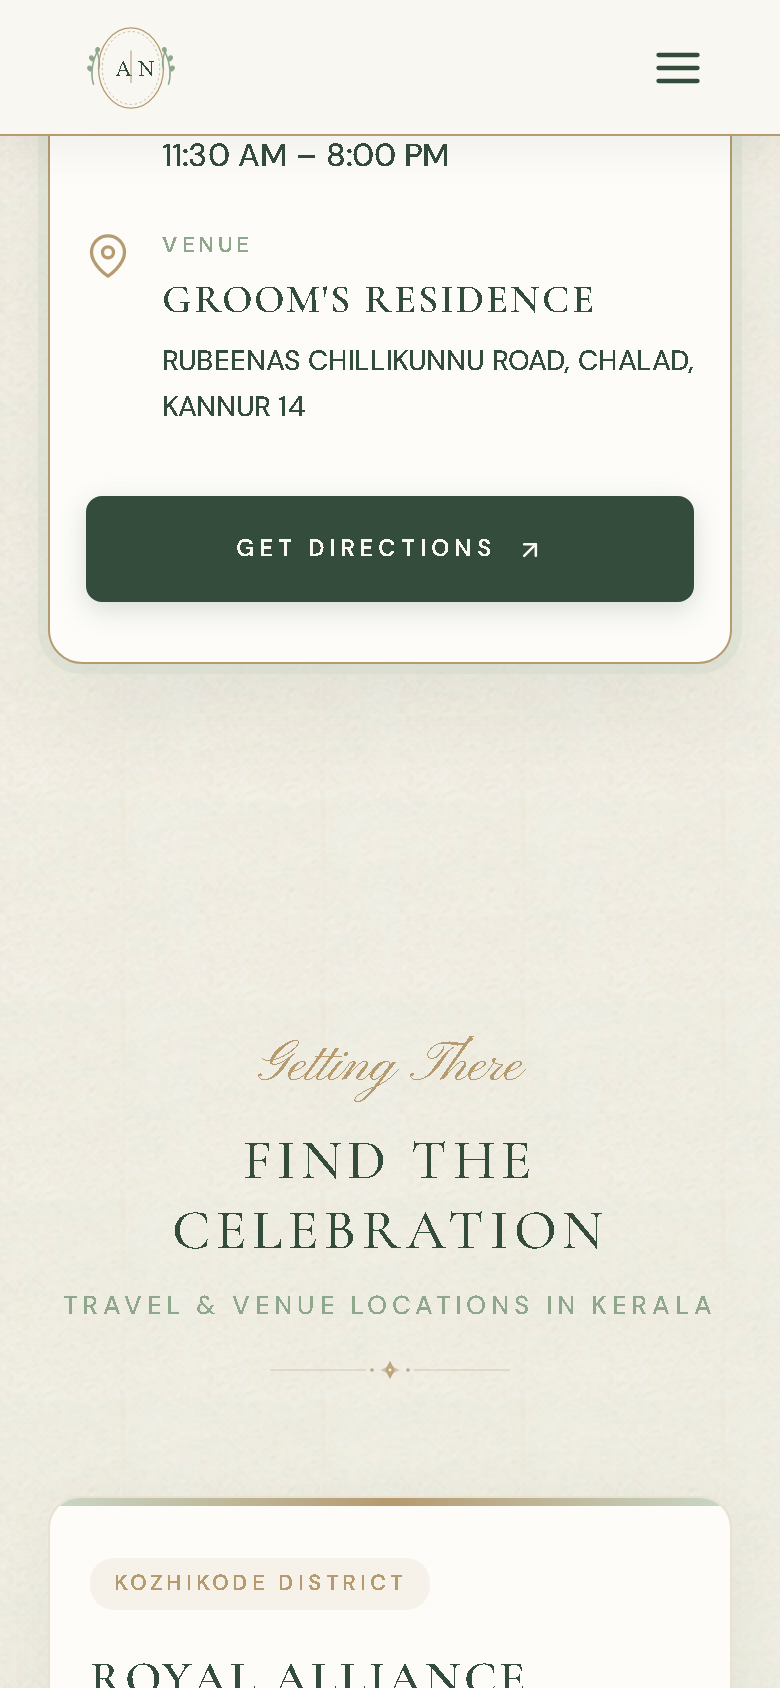 A N
11:30 AM – 8:00 PM
VENUE
GROOM'S RESIDENCE
RUBEENAS CHILLIKUNNU ROAD, CHALAD,
KANNUR 14
GET DIRECTIONS
Getting There
FIND THE
CELEBRATION
TRAVEL & VENUE LOCATIONS IN KERALA
KOZHIKODE DISTRICT
ROYAL ALLIANCE